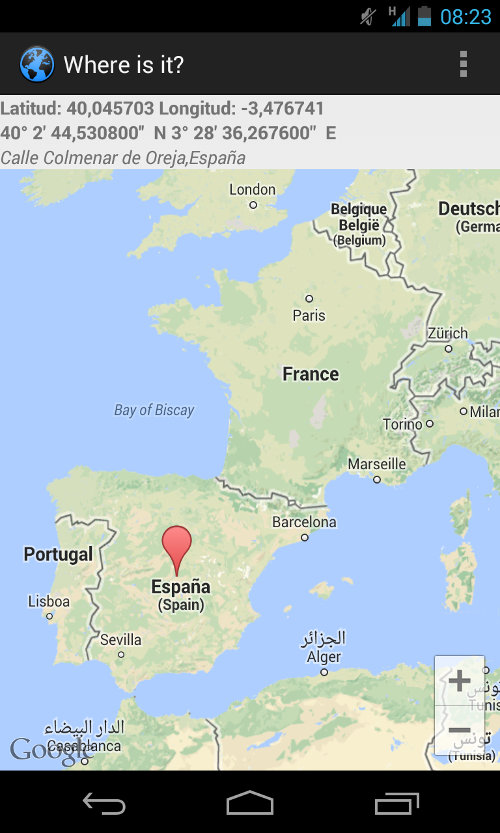 H
08:23
Where is it?
Latitud: 40,045703 Longitud: -3,476741
40° 2' 44,530800"  N 3° 28' 36,267600"  E
Calle Colmenar de Oreja,España
London
Belgique
België
(Belgium)
Deutsch
(Germa
Paris
Zürich
France
Bay of Biscay
Torino
Milan
Marseille
Barcelona
Portugal
España
(Spain)
Lisboa
Sevilla
الجزائر
Alger
تونس
Tunis
الدار البيضاء
Casablanca
Google
تونس
(Tunisia)
+
−